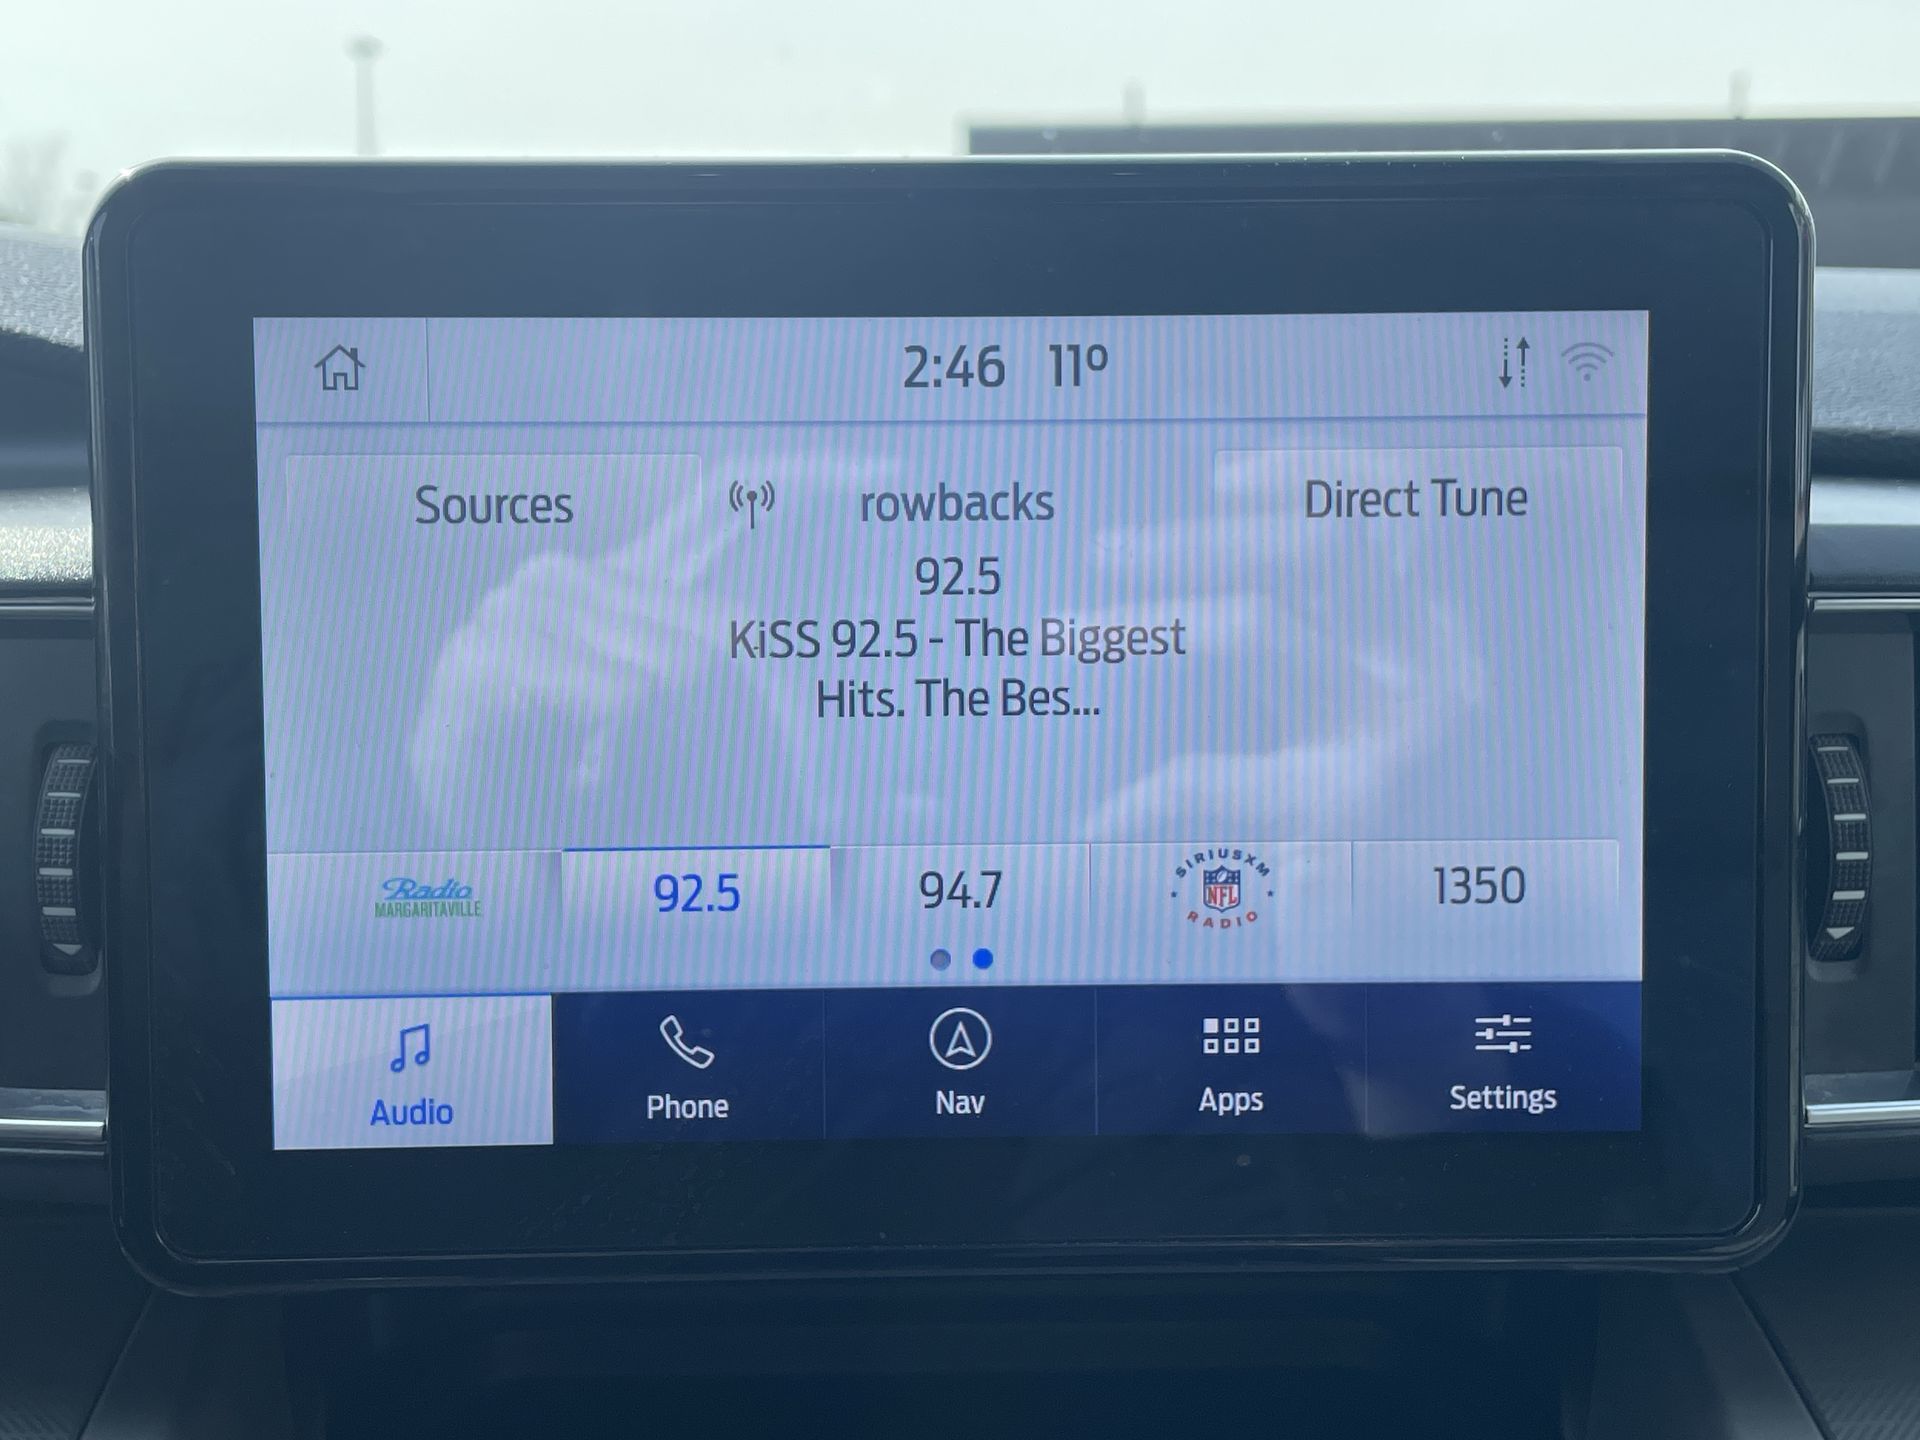 2:46 11º
Sources
rowbacks
Direct Tune
92.5
KiSS 92.5 - The Biggest
Hits. The Bes...
Radio
MARGARITAVILLE
92.5
94.7
SIRIUSXM
NFL
RADIO
1350
Audio
Phone
Nav
Apps
Settings